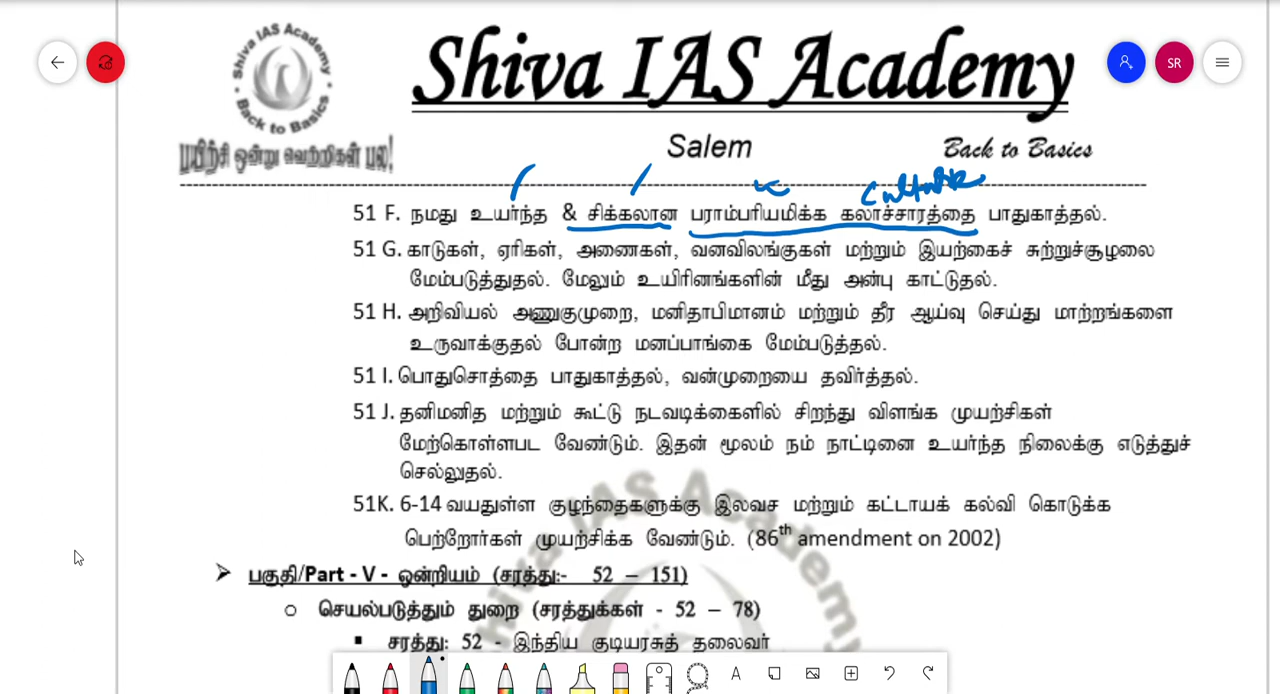 Shiva IAS Academy
Back to Basics
பயிற்சி ஒன்று வெற்றிகள் பல!
Shiva IAS Academy
Salem
Back to Basics
SR
Culture
51 F. நமது உயர்ந்த & சிக்கலான பராம்பரியமிக்க கலாச்சாரத்தை பாதுகாத்தல்.
51 G. காடுகள், ஏரிகள், அணைகள், வனவிலங்குகள் மற்றும் இயற்கைச் சுற்றுச்சூழலை
மேம்படுத்துதல். மேலும் உயிரினங்களின் மீது அன்பு காட்டுதல்.
51 H. அறிவியல் அணுகுமுறை, மனிதாபிமானம் மற்றும் தீர ஆய்வு செய்து மாற்றங்களை
உருவாக்குதல் போன்ற மனப்பாங்கை மேம்படுத்தல்.
51 I. பொதுசொத்தை பாதுகாத்தல், வன்முறையை தவிர்த்தல்.
51 J. தனிமனித மற்றும் கூட்டு நடவடிக்கைளில் சிறந்து விளங்க முயற்சிகள்
மேற்கொள்ளபட வேண்டும். இதன் மூலம் நம் நாட்டினை உயர்ந்த நிலைக்கு எடுத்துச்
செல்லுதல்.
51K. 6-14 வயதுள்ள குழந்தைகளுக்கு இலவச மற்றும் கட்டாயக் கல்வி கொடுக்க
பெற்றோர்கள் முயற்சிக்க வேண்டும். (86th amendment on 2002)
பகுதி/Part - V - ஒன்றியம் (சரத்து:- 52 – 151)
செயல்படுத்தும் துறை (சரத்துக்கள் - 52 – 78)
சரத்து: 52 - இந்திய குடியரசுத் தலைவர்
Shiva IAS Academy